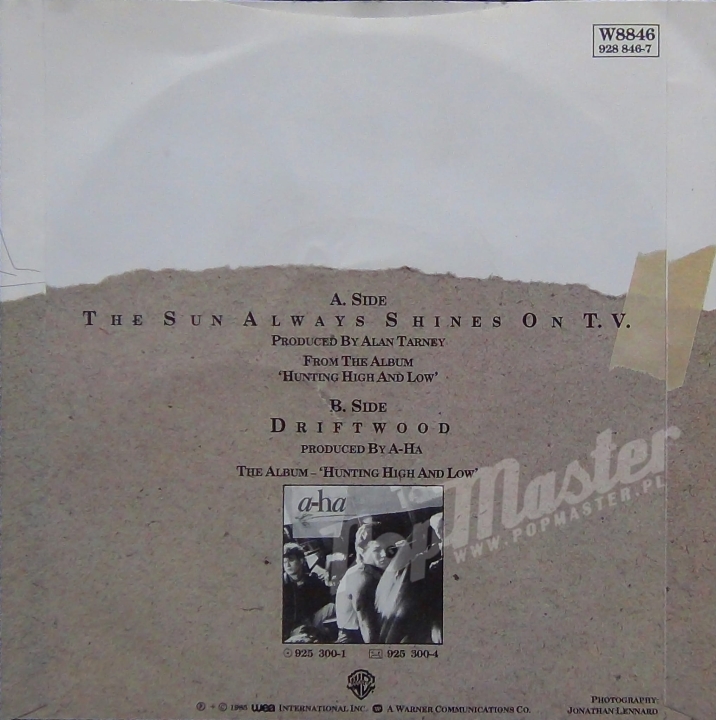 W8846
928 846-7
A. SIDE
THE SUN ALWAYS SHINES ON T.V.
PRODUCED BY ALAN TARNEY
FROM THE ALBUM
‘HUNTING HIGH AND LOW’
B. SIDE
DRIFTWOOD
PRODUCED BY A-HA
THE ALBUM – ‘HUNTING HIGH AND LOW’
a-ha
925 300-1 925 300-4
℗ + © 1985 wea INTERNATIONAL INC. A WARNER COMMUNICATIONS CO.
PHOTOGRAPHY:
JONATHAN LENNARD
PopMaster
WWW.POPMASTER.PL